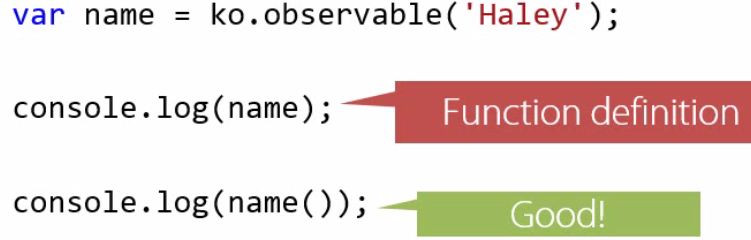 var name = ko.observable('Haley');
console.log(name);
Function definition
console.log(name());
Good!